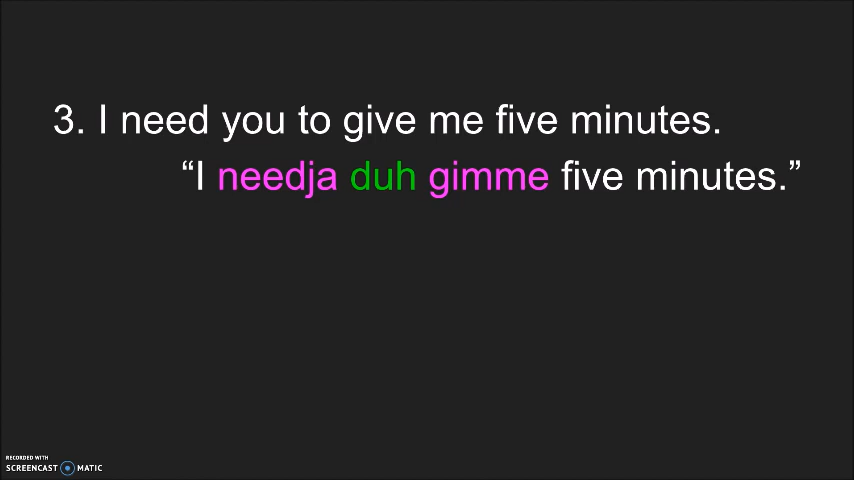 3. I need you to give me five minutes.
“I needja duh gimme five minutes.”
RECORDED WITH
SCREENCAST MATIC